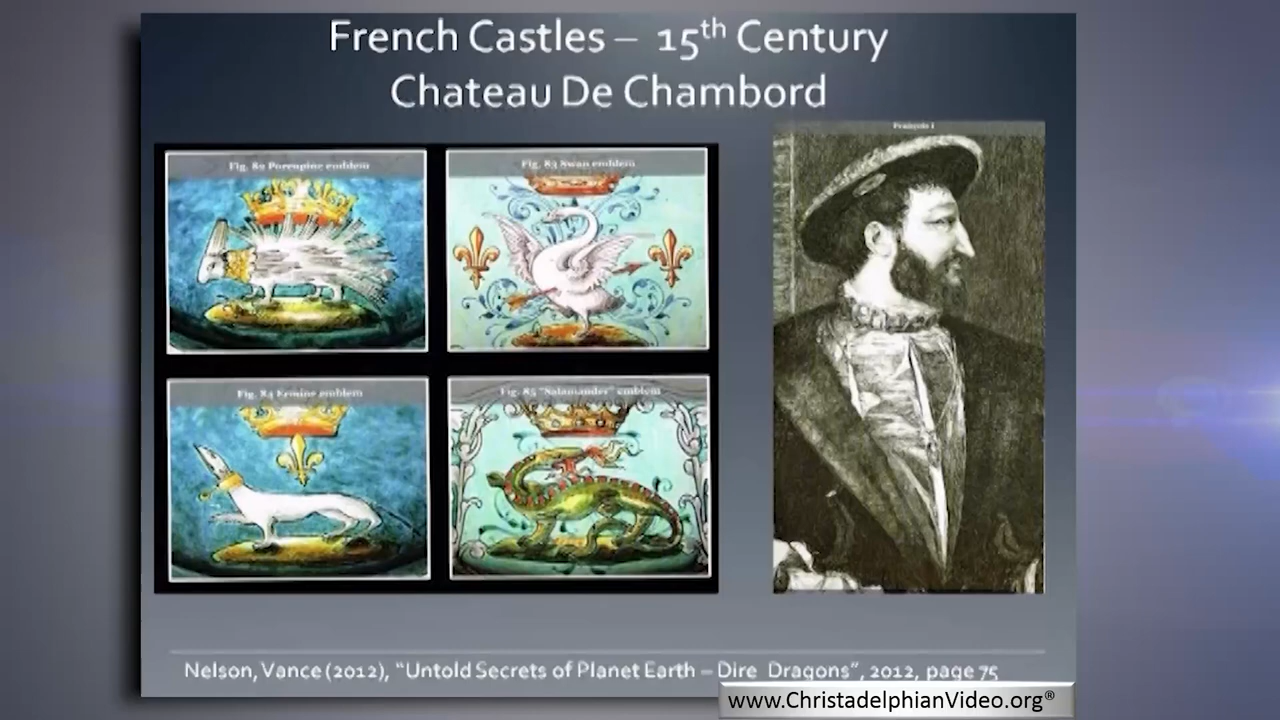 French Castles – 15th Century
Chateau De Chambord
François I
Fig. 82 Porcupine emblem
Fig. 83 Swan emblem
Fig. 84 Ermine emblem
Fig. 85 "Salamander" emblem
Nelson, Vance (2012), "Untold Secrets of Planet Earth – Dire Dragons", 2012, page 75
www.ChristadelphianVideo.org®